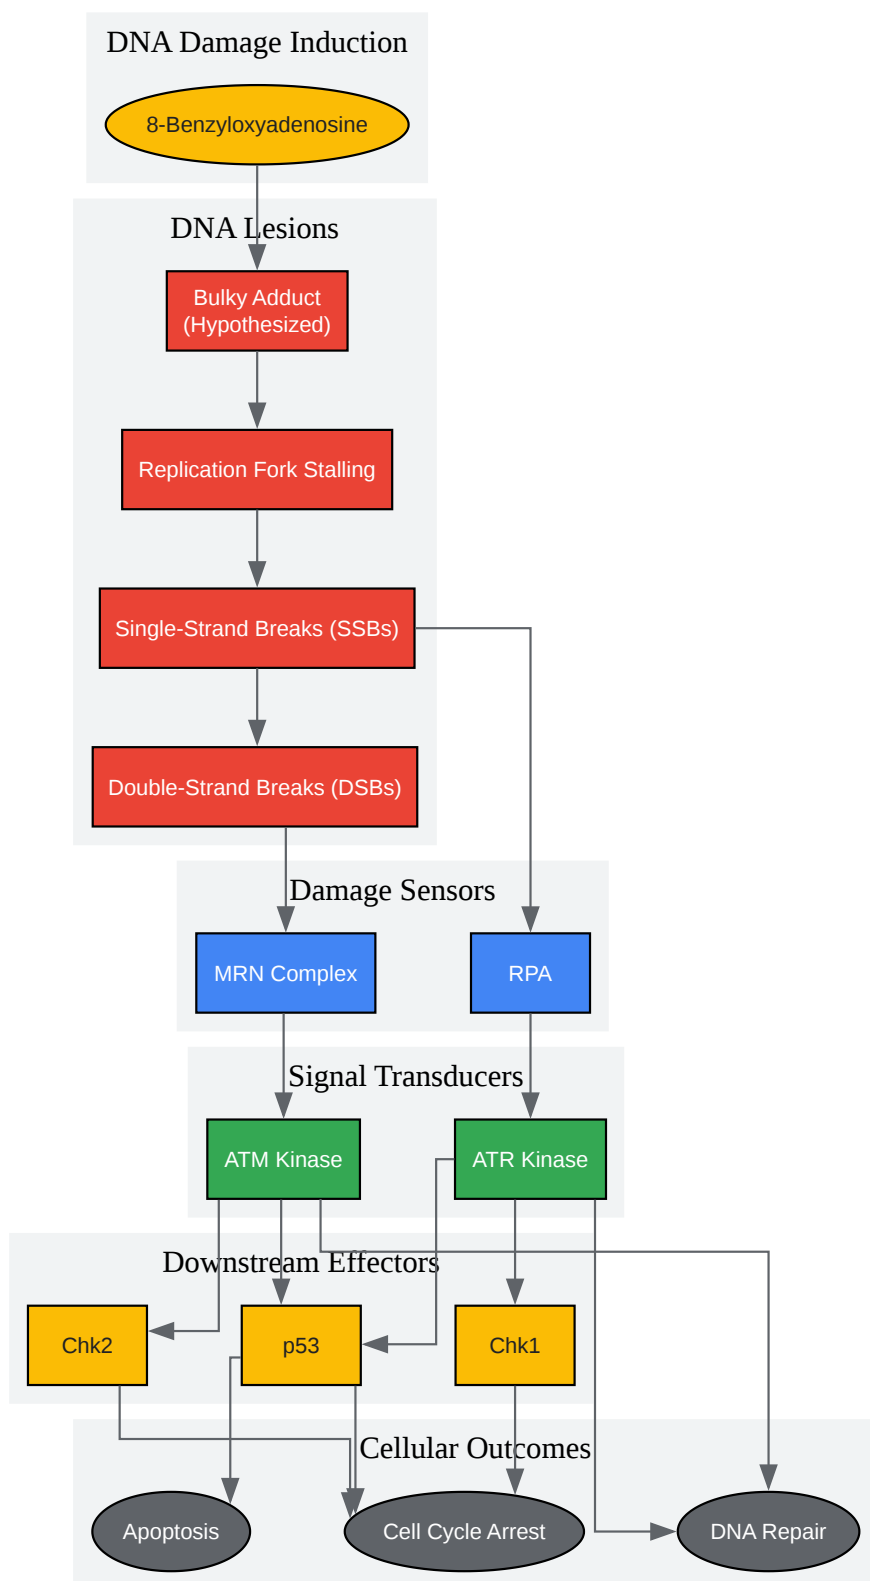 DNA Damage Induction
8-Benzyloxyadenosine
DNA Lesions
Bulky Adduct
(Hypothesized)
Replication Fork Stalling
Single-Strand Breaks (SSBs)
Double-Strand Breaks (DSBs)
Damage Sensors
MRN Complex
RPA
Signal Transducers
ATM Kinase
ATR Kinase
Downstream Effectors
Chk2
p53
Chk1
Cellular Outcomes
Apoptosis
Cell Cycle Arrest
DNA Repair